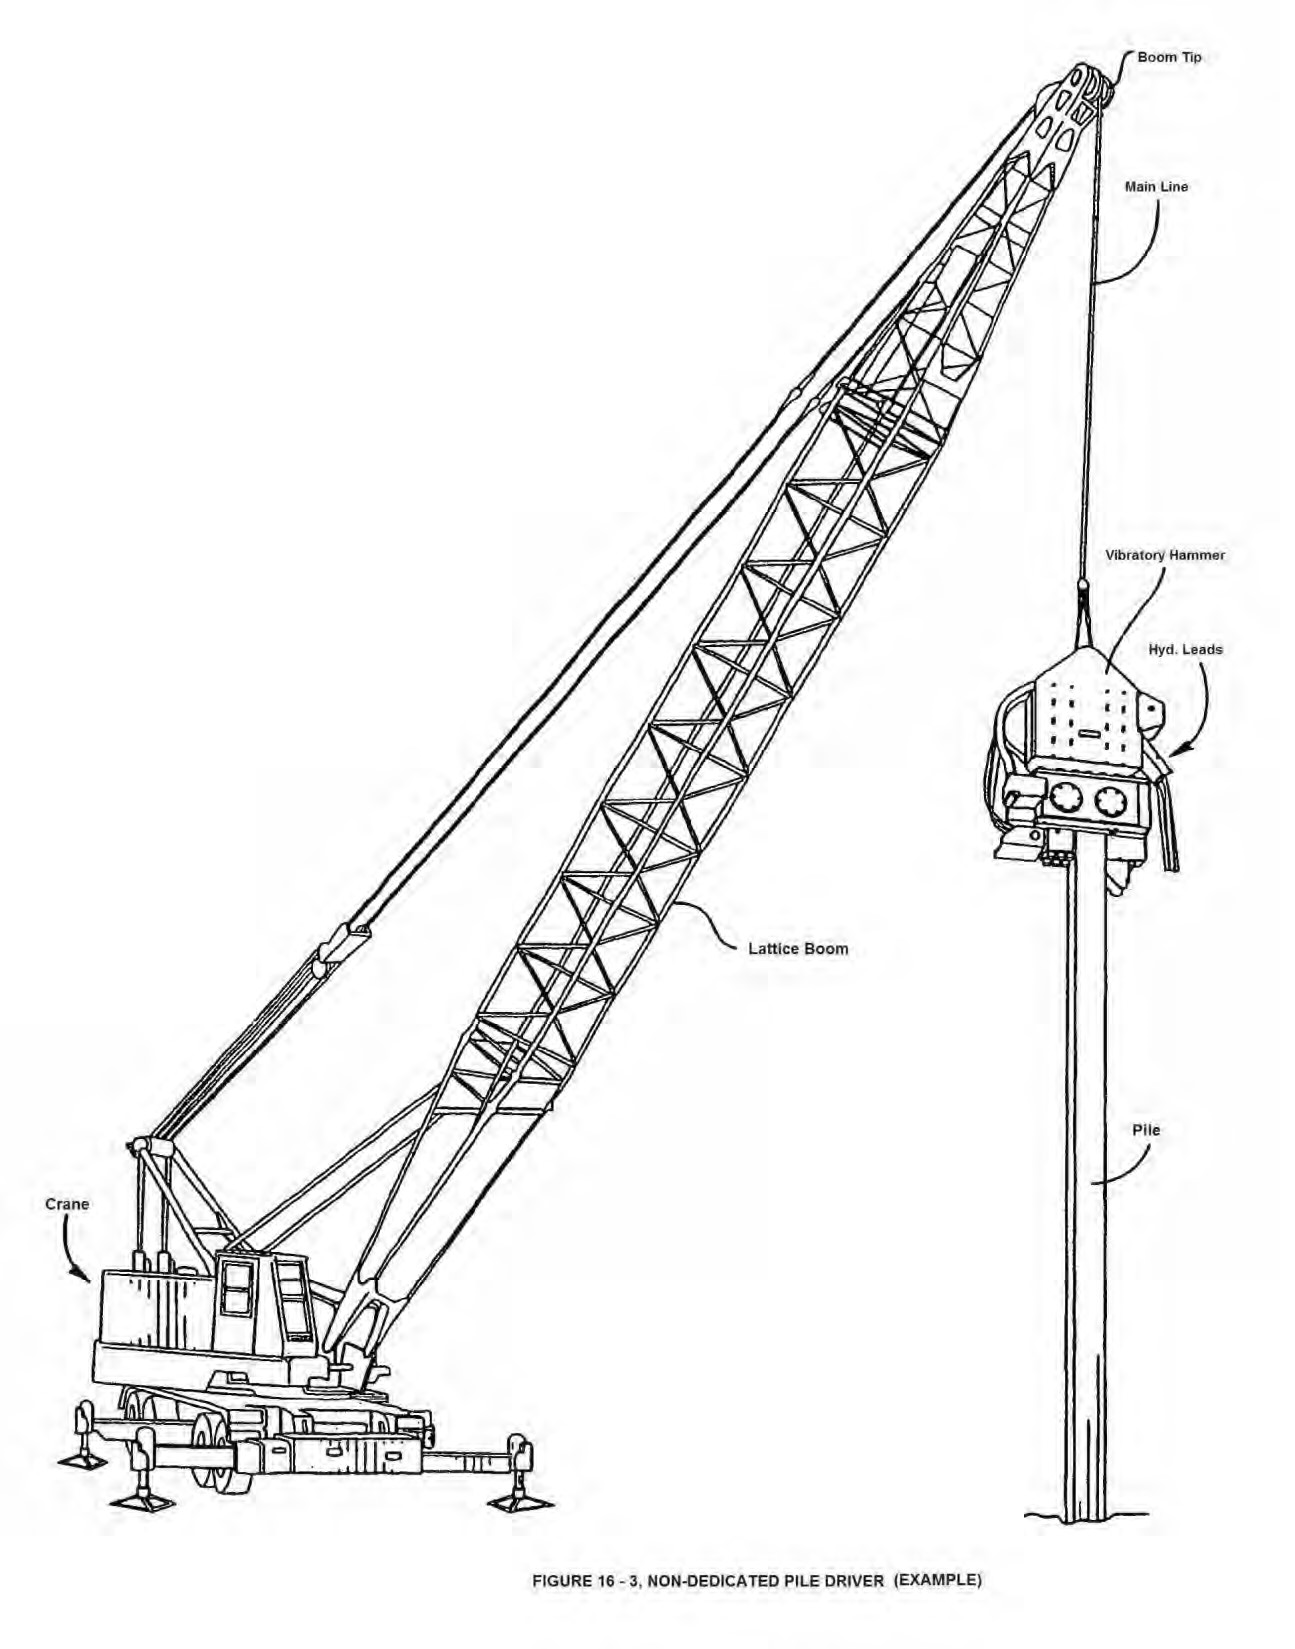 Boom Tip
Main Line
Vibratory Hammer
Hyd. Leads
Lattice Boom
Pile
Crane
FIGURE 16 - 3, NON-DEDICATED PILE DRIVER (EXAMPLE)